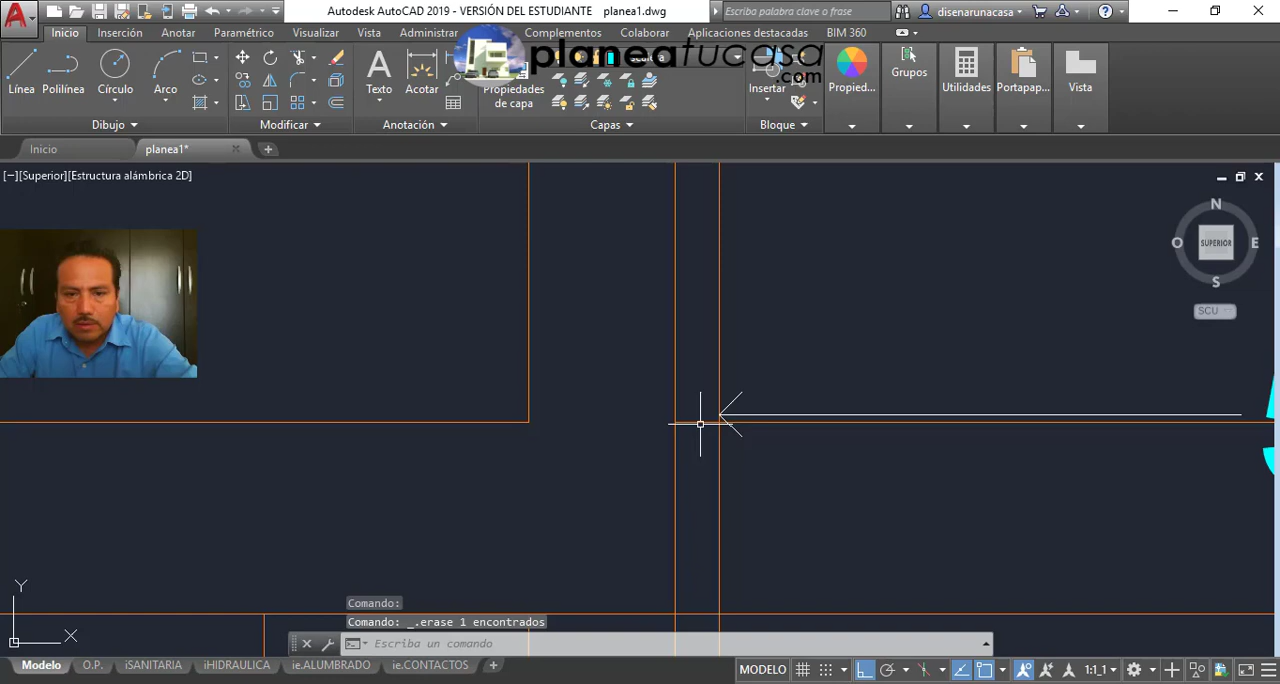 Autodesk AutoCAD 2019 - VERSIÓN DEL ESTUDIANTE planea1.dwg
Escriba palabra clave o frase
disenarunacasa
Inicio Inserción Anotar Paramétrico Visualizar Vista Administrar Complementos Colaborar Aplicaciones destacadas BIM 360
planeatucasa
.com
Línea Polilínea Círculo Arco Texto Acotar Propiedades de capa Insertar Propied... Grupos Utilidades Portapap... Vista
Dibujo Modificar Anotación Capas Bloque
Inicio planea1*
[−][Superior][Estructura alámbrica 2D]
N
O SUPERIOR E
S
SCU
Y
X
Comando:
Comando: _.erase 1 encontrados
Escriba un comando
Modelo O.P. iSANITARIA iHIDRAULICA ie.ALUMBRADO ie.CONTACTOS
MODELO 1:1_1